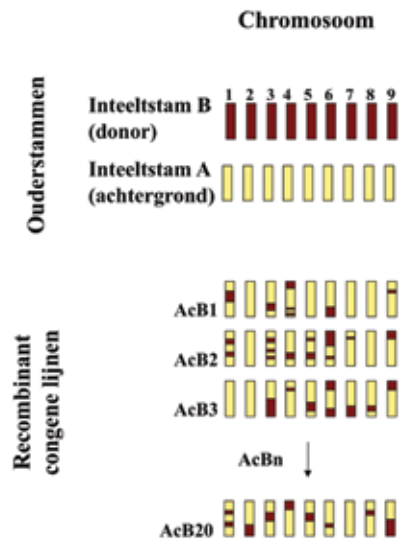 Chromosoom
1 2 3 4 5 6 7 8 9
Ouderstammen
Inteeltstam B
(donor)
Inteeltstam A
(achtergrond)
Recombinant
congene lijnen
AcB1
AcB2
AcB3
AcBn
AcB20